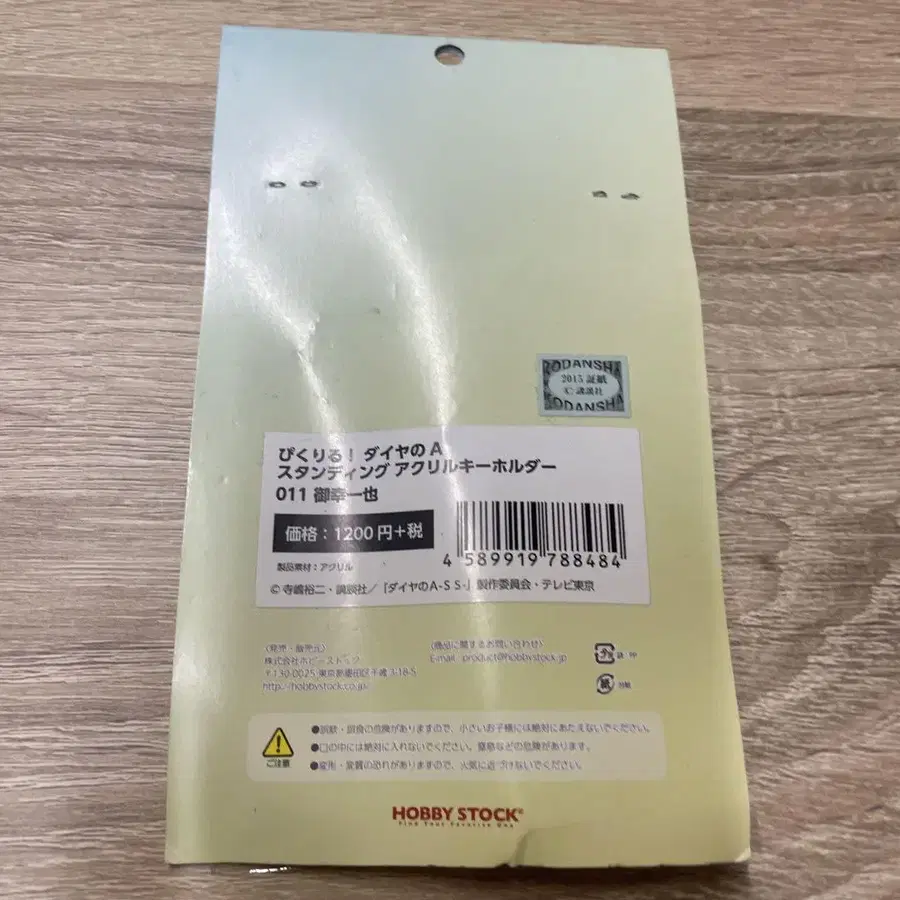 KODANSHA
2015 証紙
© 講談社
KODANSHA
ぴくりる! ダイヤのA
スタンディング アクリルキーホルダー
011 御幸一也
価格:1200円+税
4 589919 788484
製品素材:アクリル
© 寺嶋裕二・講談社/「ダイヤのA-SS-」製作委員会・テレビ東京
〈発売・販売元〉
株式会社ホビーストック
〒130-0025 東京都墨田区千歳 3-18-5
http://hobbystock.co.jp/
〈商品に関するお問い合わせ〉
E-mail product@hobbystock.jp
紙
ご注意
●誤飲・誤食の危険がありますので、小さいお子様には絶対にあたえないでください。
●口の中には絶対に入れないでください。窒息などの危険があります。
●変形・変質の恐れがありますので、火気に近づけないでください。
HOBBY STOCK®
Find Your Favorite One